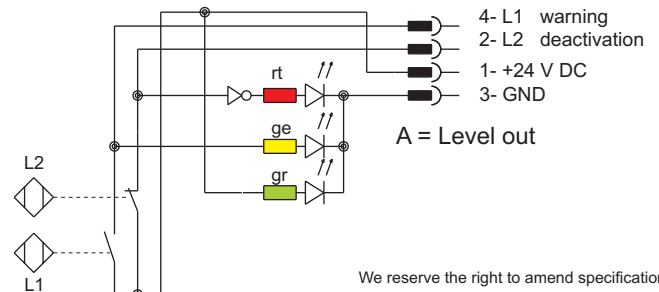 4- L1 warning
2- L2 deactivation
1- +24 V DC
3- GND
rt
ge
gr
A = Level out
L2
L1
We reserve the right to amend specification